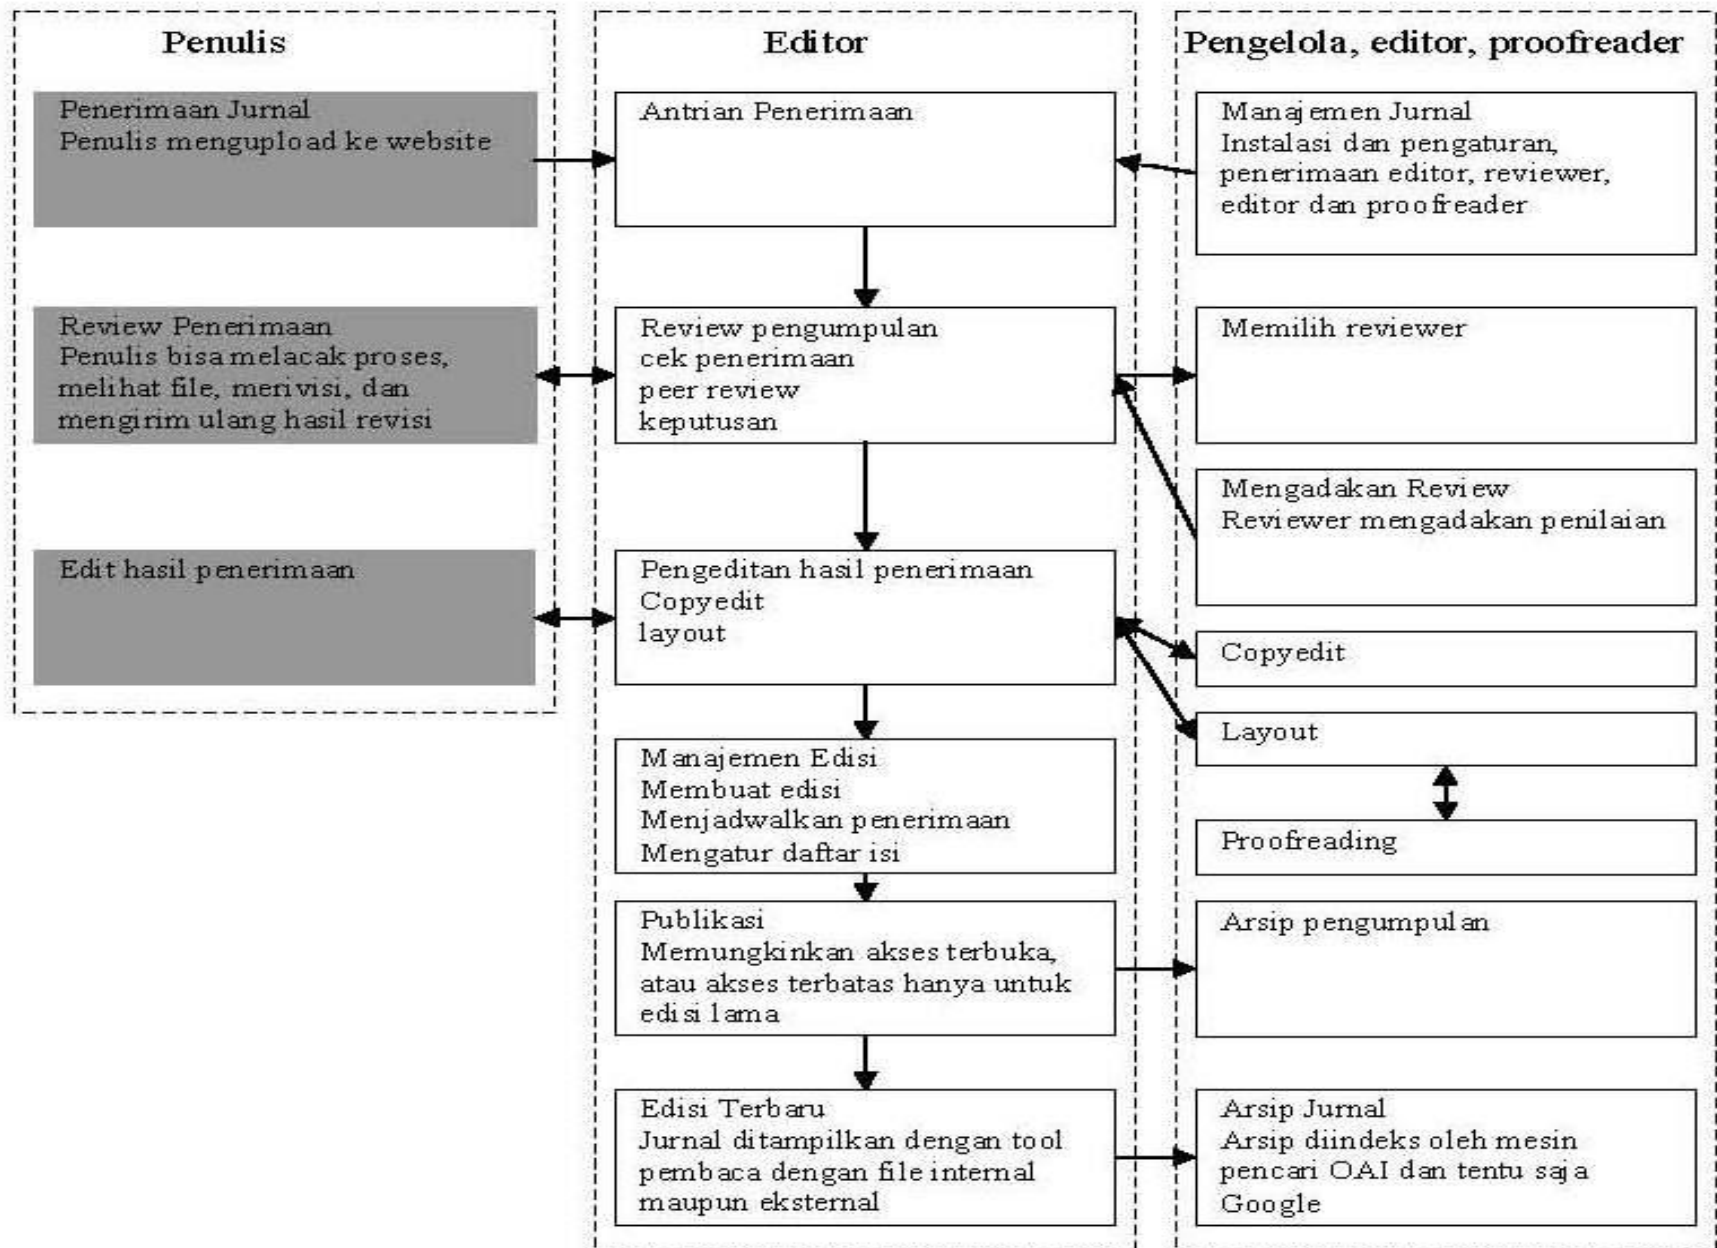 Penulis
Penerimaan Jurnal
Penulis mengupload ke website
Review Penerimaan
Penulis bisa melacak proses,
melihat file, merivisi, dan
mengirim ulang hasil revisi
Edit hasil penerimaan
Editor
Antrian Penerimaan
Review pengumpulan
cek penerimaan
peer review
keputusan
Pengeditan hasil penerimaan
Copyedit
layout
Manajemen Edisi
Membuat edisi
Menjadwalkan penerimaan
Mengatur daftar isi
Publikasi
Memungkinkan akses terbuka,
atau akses terbatas hanya untuk
edisi lama
Edisi Terbaru
Jurnal ditampilkan dengan tool
pembaca dengan file internal
maupun eksternal
Pengelola, editor, proofreader
Manajemen Jurnal
Instalasi dan pengaturan,
penerimaan editor, reviewer,
editor dan proofreader
Memilih reviewer
Mengadakan Review
Reviewer mengadakan penilaian
Copyedit
Layout
Proofreading
Arsip pengumpulan
Arsip Jurnal
Arsip diindeks oleh mesin
pencari OAI dan tentu saja
Google